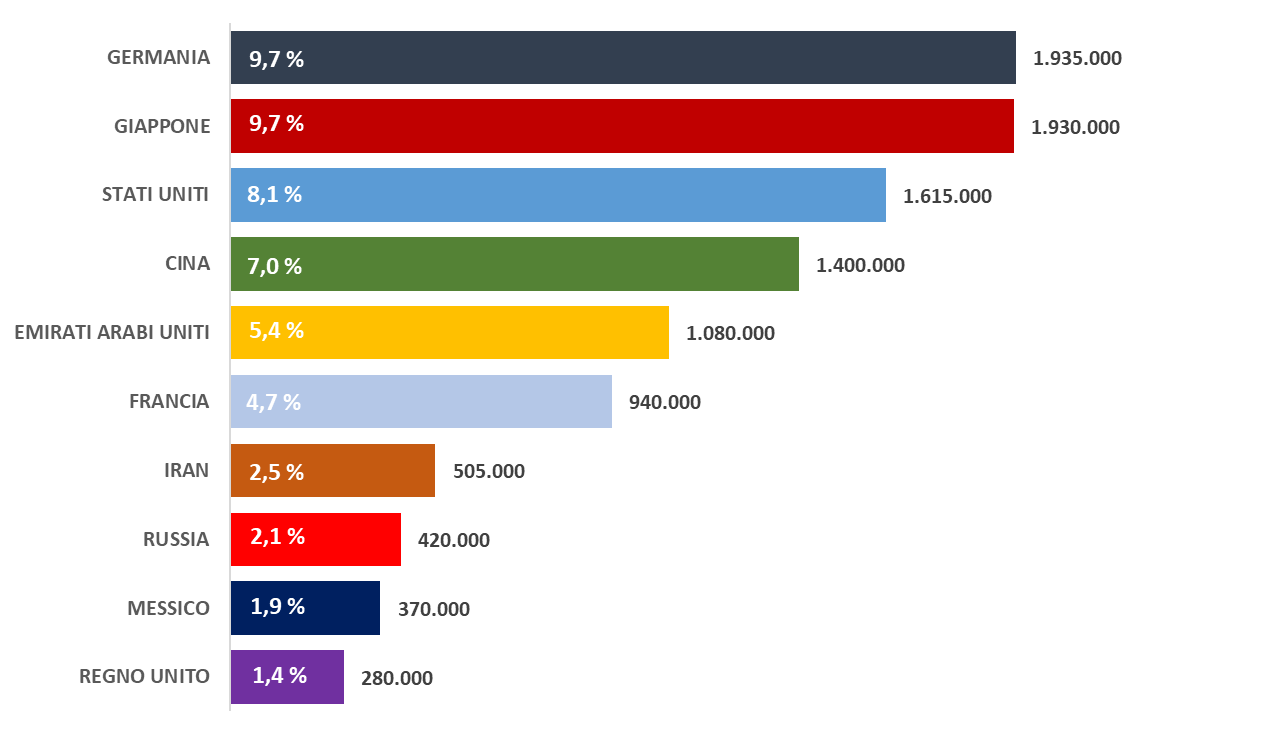 GERMANIA 9,7 % 1.935.000
GIAPPONE 9,7 % 1.930.000
STATI UNITI 8,1 % 1.615.000
CINA 7,0 % 1.400.000
EMIRATI ARABI UNITI 5,4 % 1.080.000
FRANCIA 4,7 % 940.000
IRAN 2,5 % 505.000
RUSSIA 2,1 % 420.000
MESSICO 1,9 % 370.000
REGNO UNITO 1,4 % 280.000